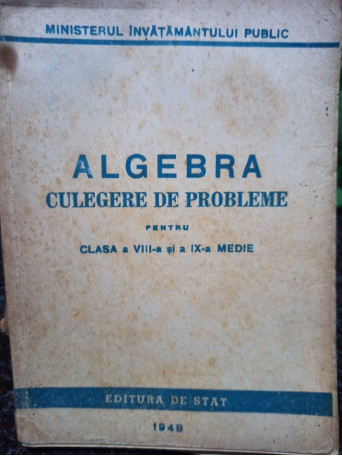 MINISTERUL ÎNVĂȚĂMÂNTULUI PUBLIC
ALGEBRA
CULEGERE DE PROBLEME
PENTRU
CLASA a VIII-a și a IX-a MEDIE
EDITURA DE STAT
1948